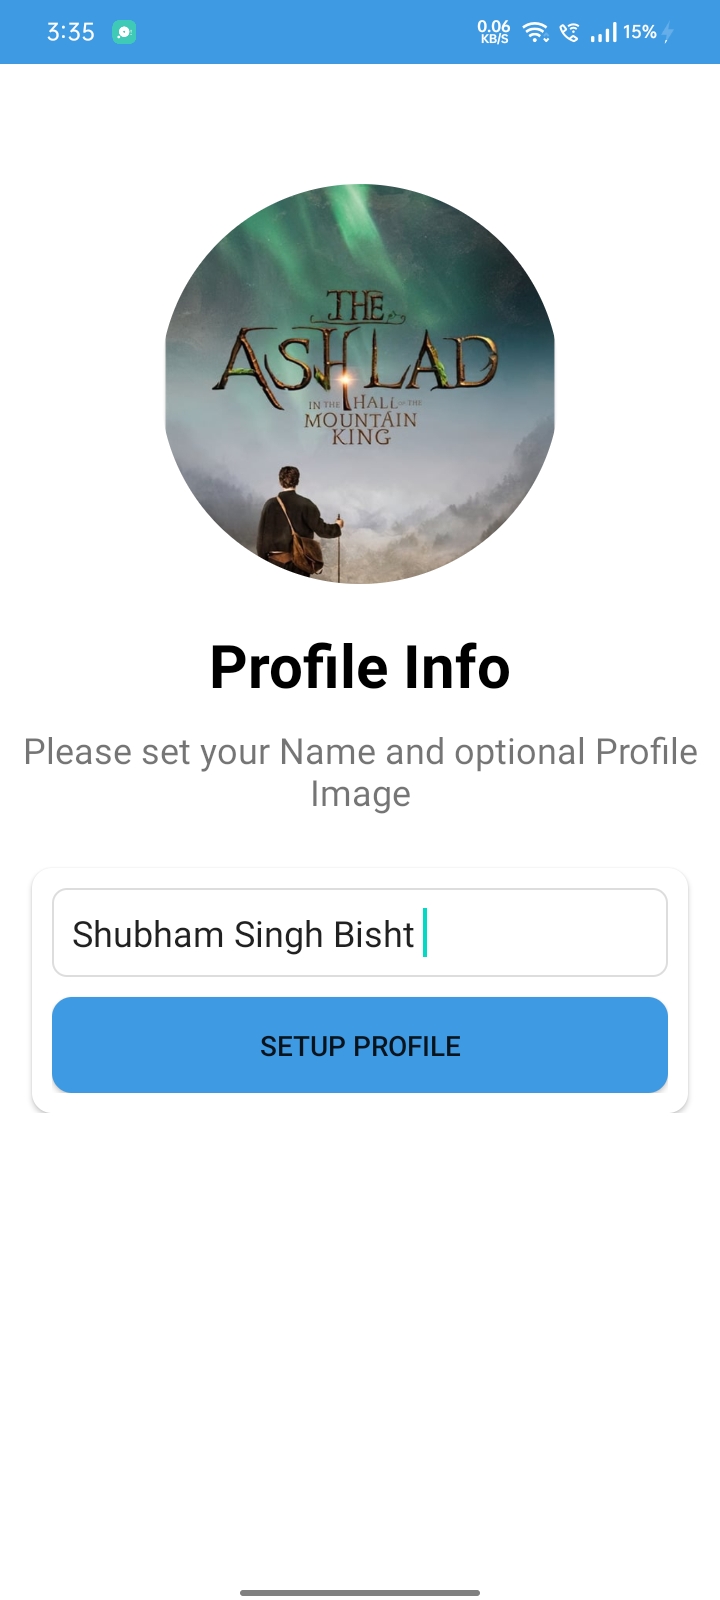 3:35
0.06
KB/S
15%
THE
ASHLAD
IN THE HALL OF THE
MOUNTAIN
KING
Profile Info
Please set your Name and optional Profile
Image
Shubham Singh Bisht
SETUP PROFILE